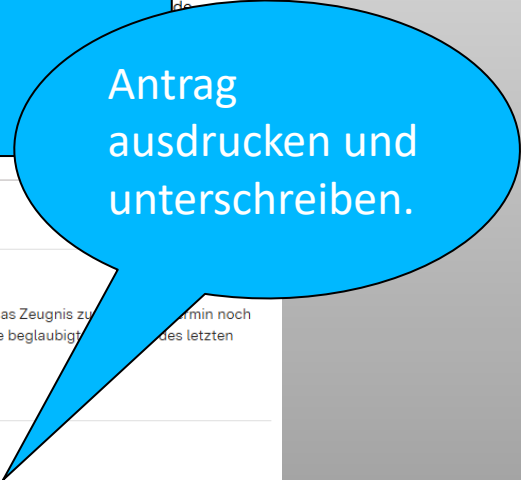 de
Antrag
ausdrucken und
unterschreiben.
as Zeugnis zu rmin noch
e beglaubigt des letzten